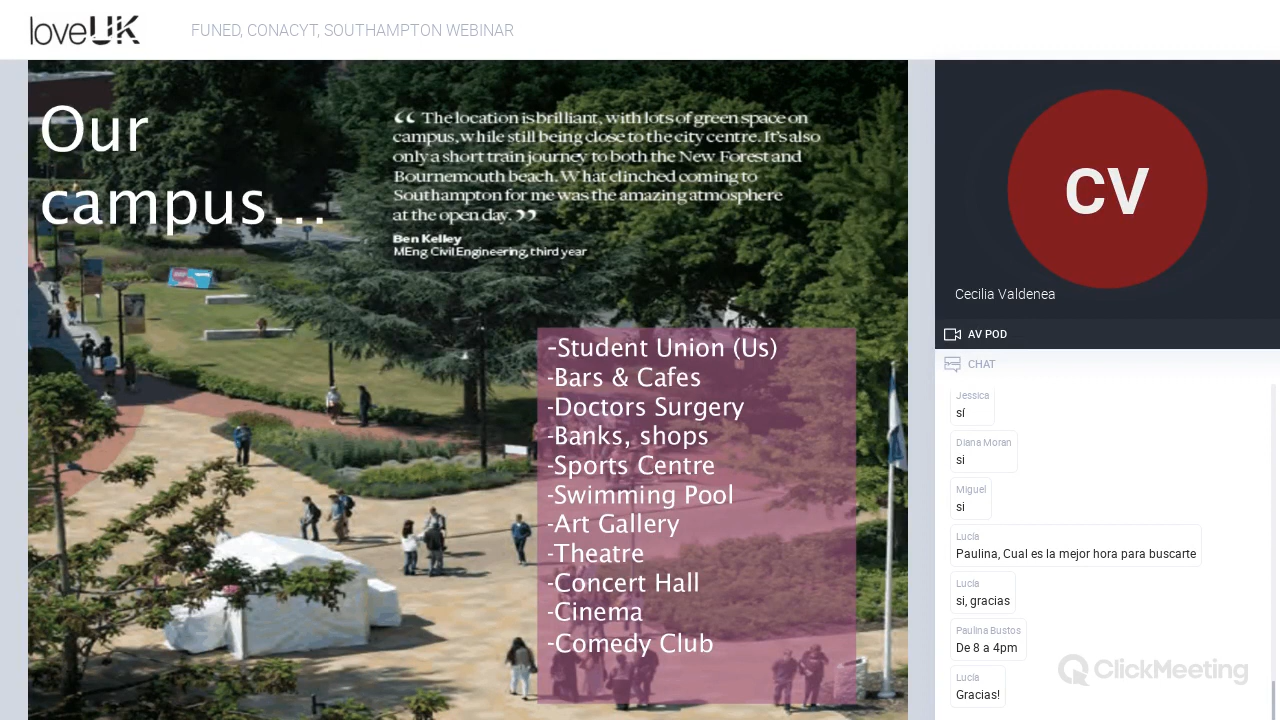 loveUK
FUNED, CONACYT, SOUTHAMPTON WEBINAR
Our
campus...
“ The location is brilliant, with lots of green space on
campus, while still being close to the city centre. It's also
only a short train journey to both the New Forest and
Bournemouth beach. What clinched coming to
Southampton for me was the amazing atmosphere
at the open day. ”
Ben Kelley
MEng Civil Engineering, third year
-Student Union (Us)
-Bars & Cafes
-Doctors Surgery
-Banks, shops
-Sports Centre
-Swimming Pool
-Art Gallery
-Theatre
-Concert Hall
-Cinema
-Comedy Club
CV
Cecilia Valdenea
AV POD
CHAT
Jessica
sí
Diana Moran
si
Miguel
si
Lucía
Paulina, Cual es la mejor hora para buscarte
Lucía
si, gracias
Paulina Bustos
De 8 a 4pm
Lucía
Gracias!
ClickMeeting